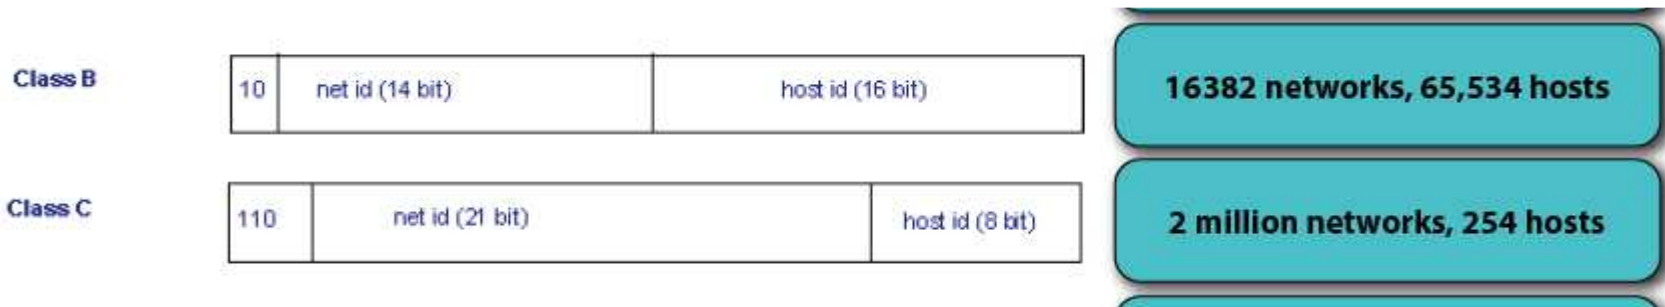 Class B 10 net id (14 bit) host id (16 bit) 16382 networks, 65,534 hosts
Class C 110 net id (21 bit) host id (8 bit) 2 million networks, 254 hosts